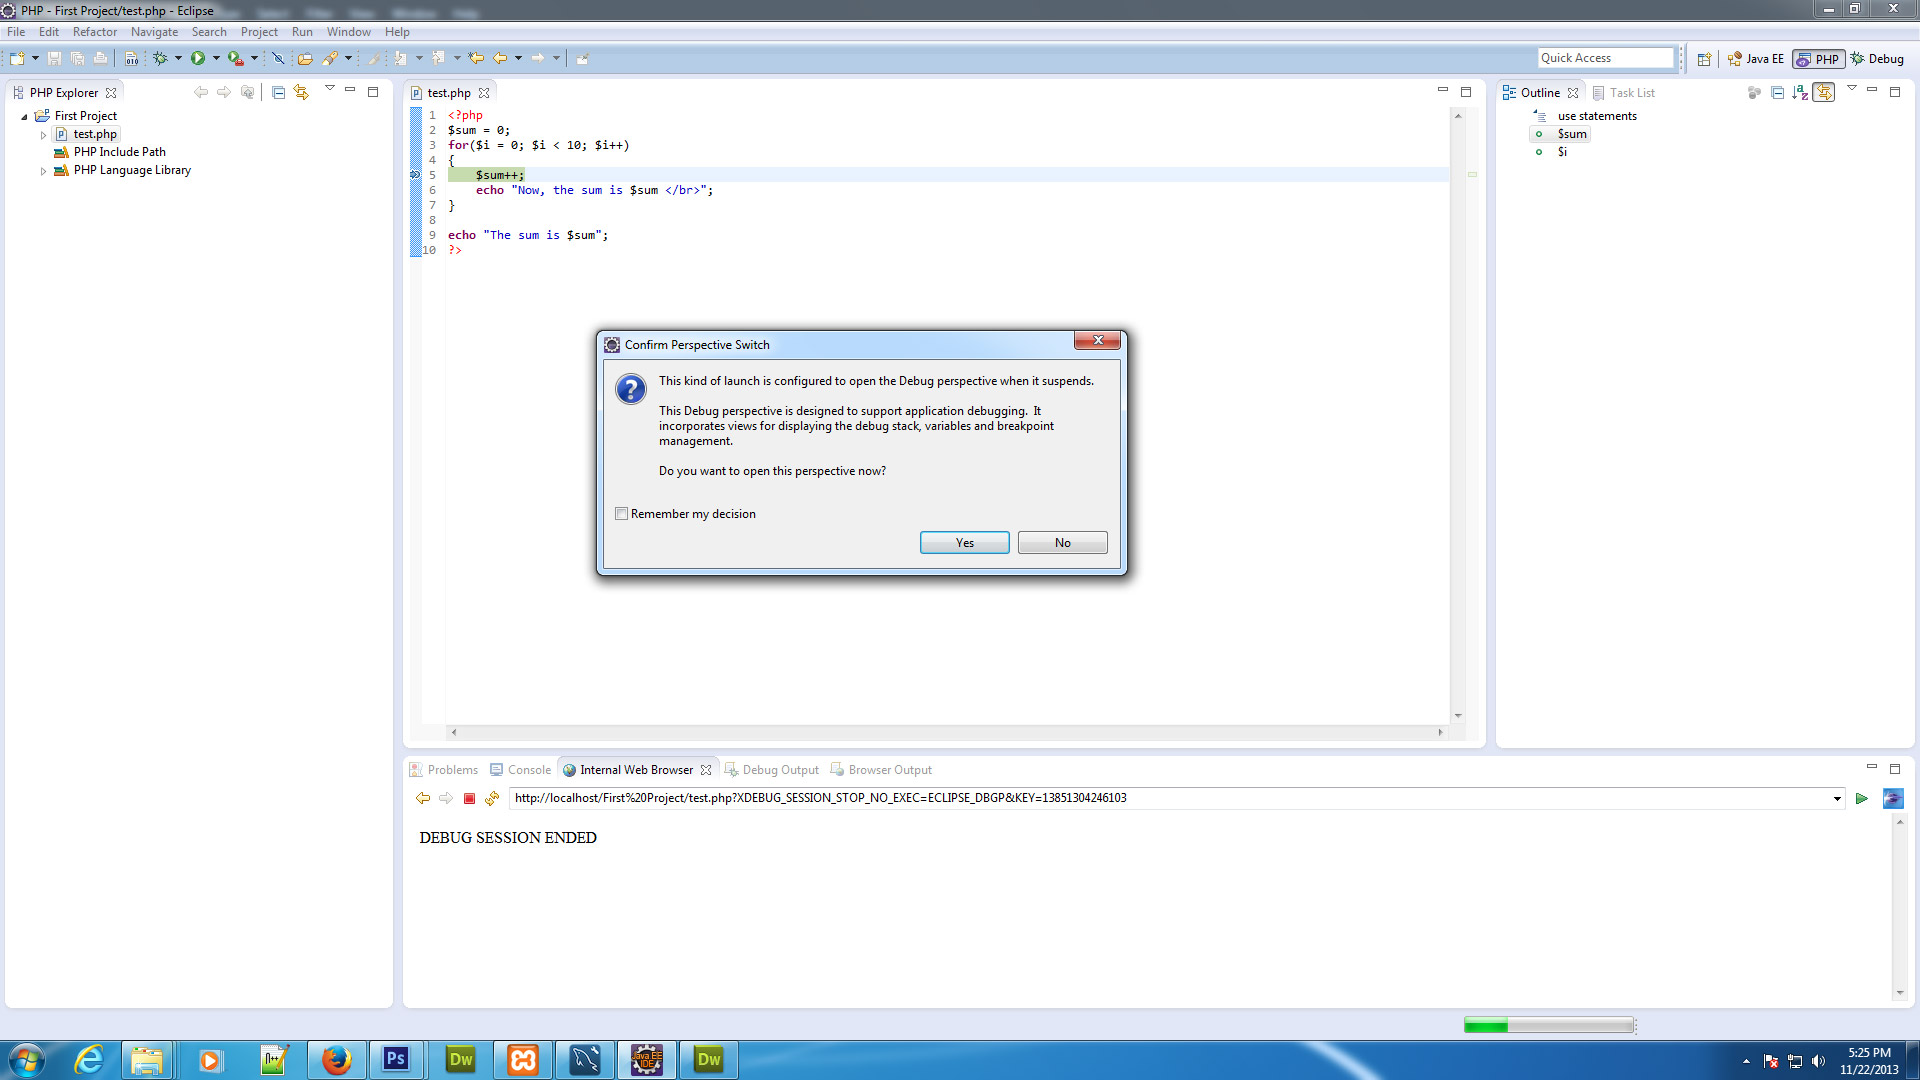 PHP - First Project/test.php - Eclipse
File Edit Refactor Navigate Search Project Run Window Help
Quick Access
Java EE PHP Debug
PHP Explorer
First Project
test.php
PHP Include Path
PHP Language Library
test.php
1 <?php
2 $sum = 0;
3 for($i = 0; $i < 10; $i++)
4 {
5 $sum++;
6 echo "Now, the sum is $sum </br>";
7 }
8
9 echo "The sum is $sum";
10 ?>
Outline Task List
use statements
$sum
$i
Confirm Perspective Switch
This kind of launch is configured to open the Debug perspective when it suspends.
This Debug perspective is designed to support application debugging. It
incorporates views for displaying the debug stack, variables and breakpoint
management.
Do you want to open this perspective now?
Remember my decision
Yes No
Problems Console Internal Web Browser Debug Output Browser Output
http://localhost/First%20Project/test.php?XDEBUG_SESSION_STOP_NO_EXEC=ECLIPSE_DBGP&KEY=13851304246103
DEBUG SESSION ENDED
Ps Dw Java EE IDE Dw
5:25 PM
11/22/2013